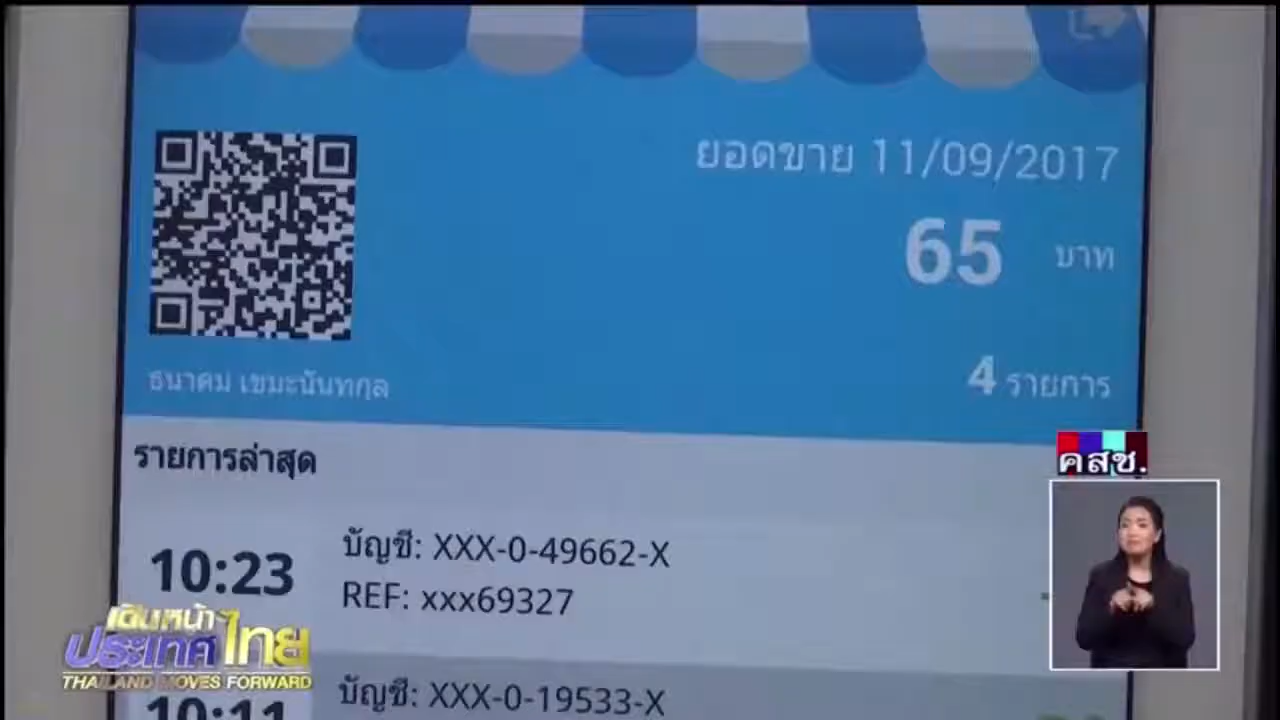 ยอดขาย 11/09/2017
65 บาท
ธนาคม เขมะนันทกุล
4 รายการ
รายการล่าสุด
คสช.
10:23
บัญชี: XXX-0-49662-X
REF: xxx69327
เดินหน้า
ประเทศไทย
THAILAND MOVES FORWARD
10:11
บัญชี: XXX-0-19533-X